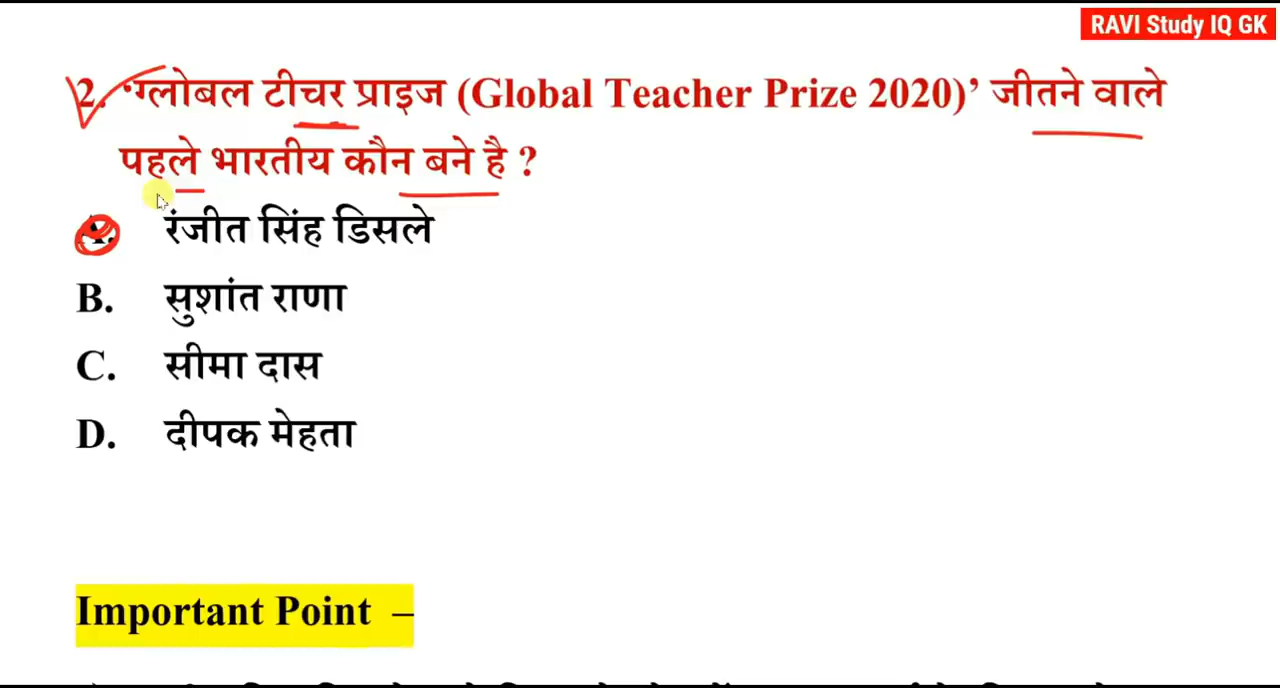 RAVI Study IQ GK
2. ‘ग्लोबल टीचर प्राइज (Global Teacher Prize 2020)’ जीतने वाले
पहले भारतीय कौन बने है ?
रंजीत सिंह डिसले
B. सुशांत राणा
C. सीमा दास
D. दीपक मेहता
Important Point –